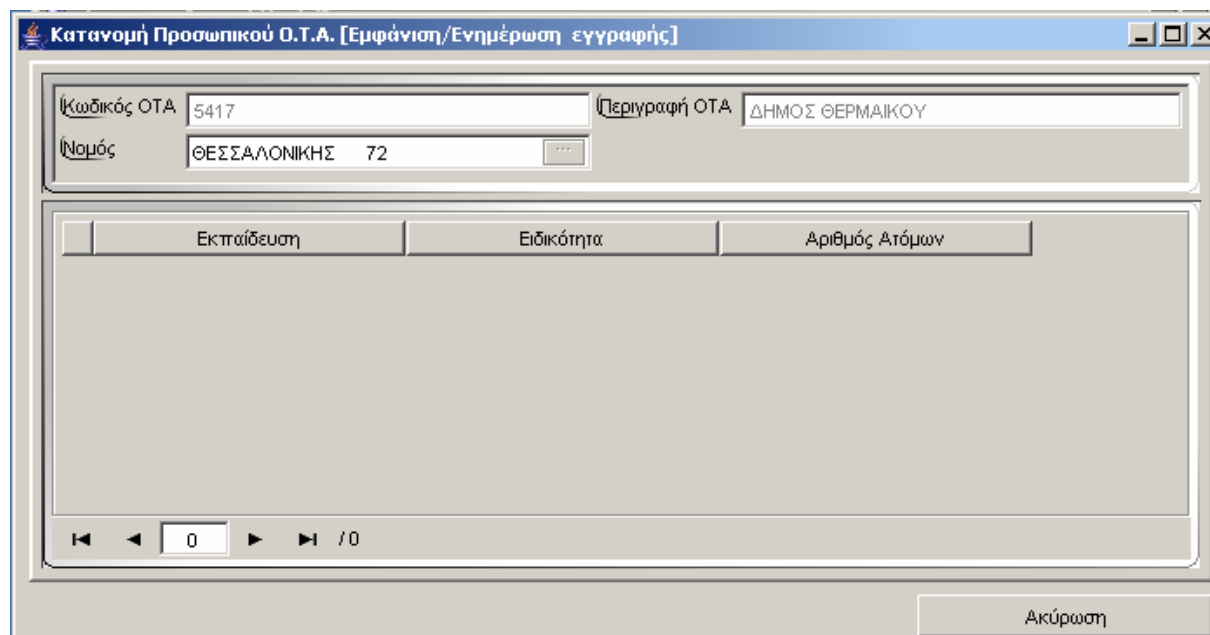 Κατανομή Προσωπικού Ο.Τ.Α. [Εμφάνιση/Ενημέρωση εγγραφής]
Κωδικός ΟΤΑ 5417 Περιγραφή ΟΤΑ ΔΗΜΟΣ ΘΕΡΜΑΙΚΟΥ
Νομός ΘΕΣΣΑΛΟΝΙΚΗΣ 72 ...
Εκπαίδευση Ειδικότητα Αριθμός Ατόμων
0 / 0
Ακύρωση